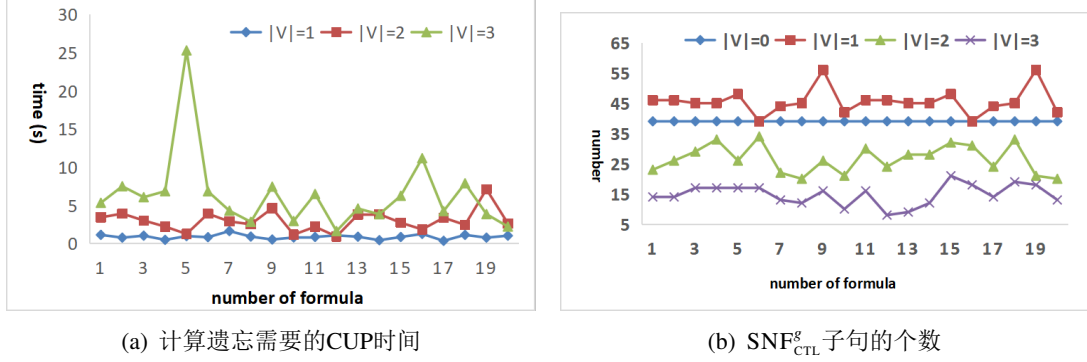 30
25
20
15
10
5
0
time (s)
|V|=1 |V|=2 |V|=3
1 3 5 7 9 11 13 15 17 19
number of formula
(a) 计算遗忘需要的CUP时间
65
55
45
35
25
15
5
number
|V|=0 |V|=1 |V|=2 |V|=3
1 3 5 7 9 11 13 15 17 19
number of formula
(b) SNF^g_CTL子句的个数